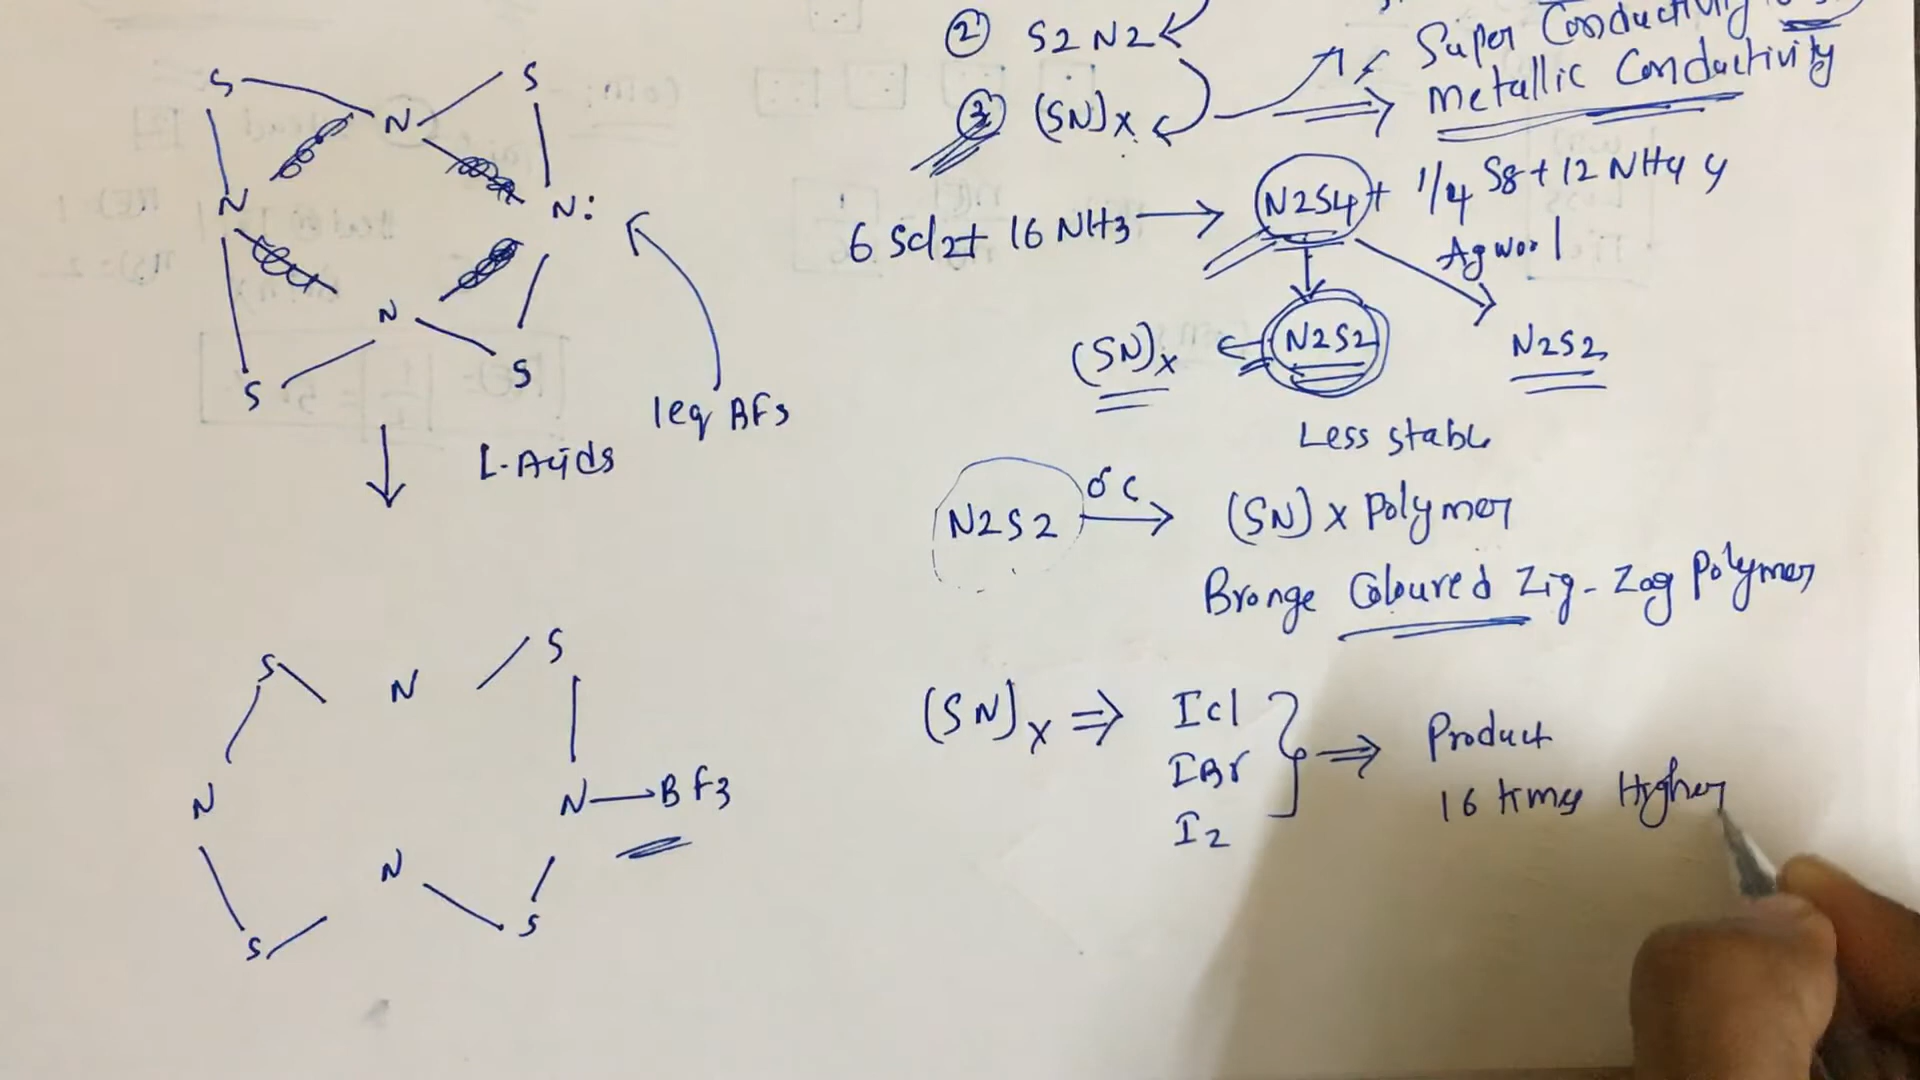 S S
N
N N:
N
S S
1eq BF3
L-Acids
S N S
N N BF3
N
S S
② S2N2
③ (SN)x
Super Conductivity
Metallic Conductivity
6 Scl2 + 16 NH3 → N2S4 + 1/4 S8 + 12 NH4 Y
Ag wool
(SN)x N2S2 N2S2
Less stable
N2S2 O°C → (SN)x Polymer
Bronge Coloured Zig-Zag Polymer
(SN)x ⇒ Icl
IBr
I2
⇒ Product
16 times Higher